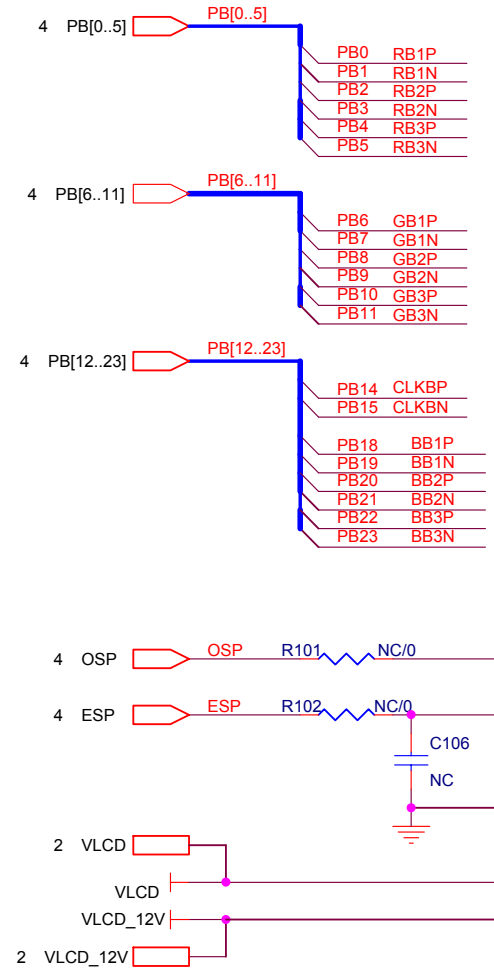 4 PB[0..5] PB[0..5]
PB0 RB1P
PB1 RB1N
PB2 RB2P
PB3 RB2N
PB4 RB3P
PB5 RB3N
4 PB[6..11] PB[6..11]
PB6 GB1P
PB7 GB1N
PB8 GB2P
PB9 GB2N
PB10 GB3P
PB11 GB3N
4 PB[12..23] PB[12..23]
PB14 CLKBP
PB15 CLKBN
PB18 BB1P
PB19 BB1N
PB20 BB2P
PB21 BB2N
PB22 BB3P
PB23 BB3N
4 OSP OSP R101 NC/0
4 ESP ESP R102 NC/0
C106
NC
2 VLCD
VLCD
VLCD_12V
2 VLCD_12V